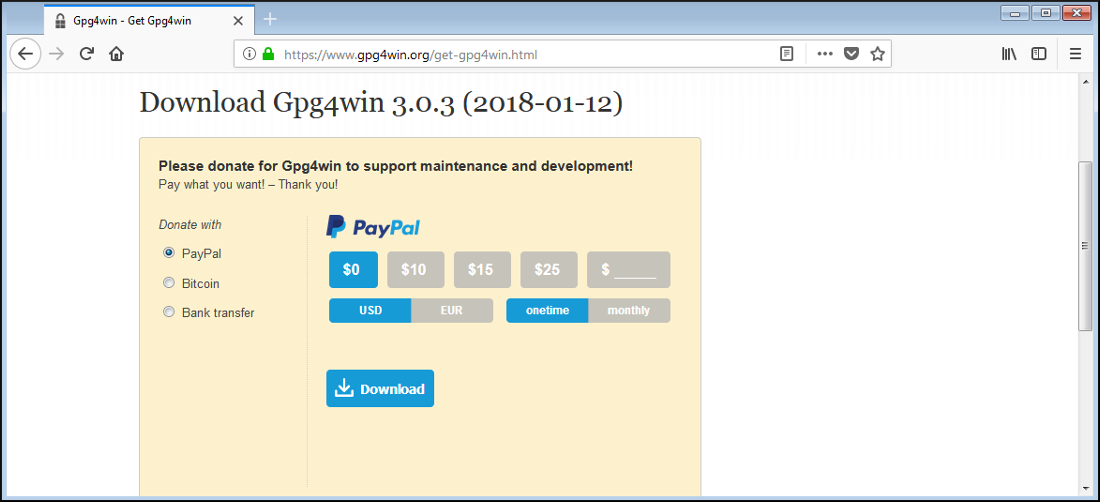 Gpg4win - Get Gpg4win
https://www.gpg4win.org/get-gpg4win.html
Download Gpg4win 3.0.3 (2018-01-12)
Please donate for Gpg4win to support maintenance and development!
Pay what you want! – Thank you!
Donate with
PayPal
Bitcoin
Bank transfer
PayPal
$0 $10 $15 $25 $ _____
USD EUR onetime monthly
Download